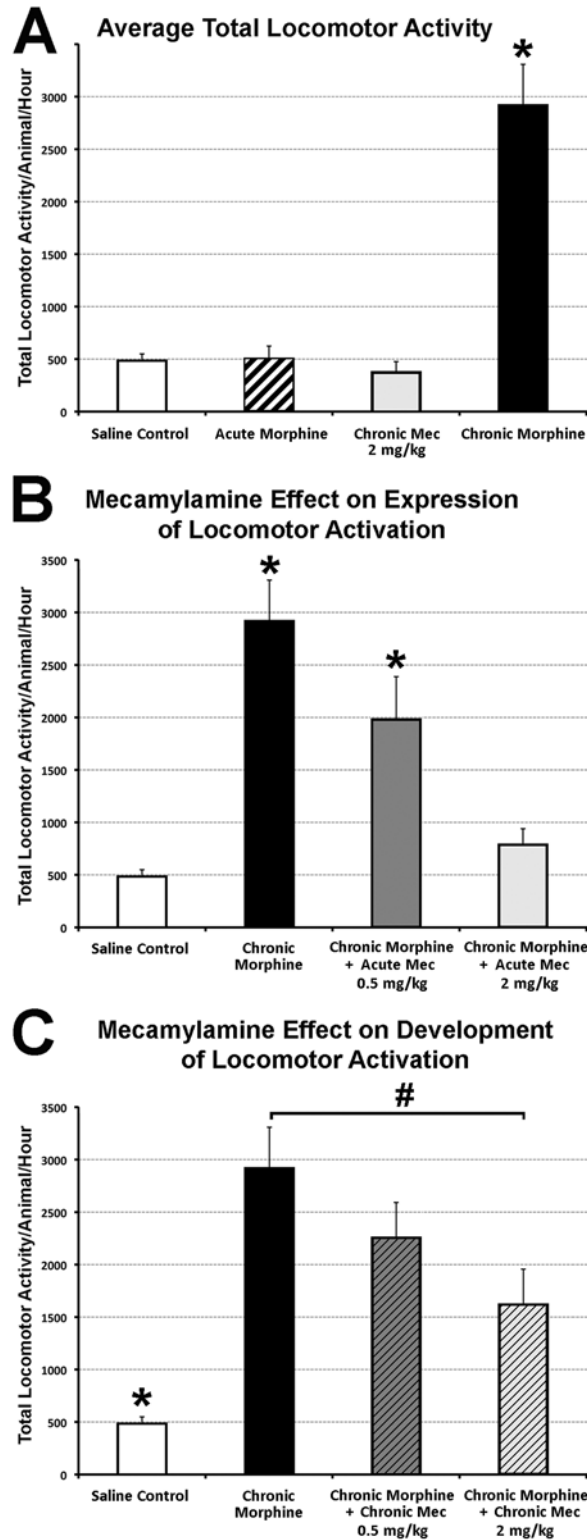 A
Average Total Locomotor Activity
*
Total Locomotor Activity/Animal/Hour
3000
2500
2000
1500
1000
500
0
Saline Control
Acute Morphine
Chronic Mec
2 mg/kg
Chronic Morphine
B
Mecamylamine Effect on Expression
of Locomotor Activation
3500
*
3000
*
2500
2000
1500
1000
500
0
Total Locomotor Activity/Animal/Hour
Saline Control
Chronic
Morphine
Chronic Morphine
+ Acute Mec
0.5 mg/kg
Chronic Morphine
+ Acute Mec
2 mg/kg
C
Mecamylamine Effect on Development
of Locomotor Activation
#
3500
3000
2500
2000
1500
1000
500
0
*
Total Locomotor Activity/Animal/Hour
Saline Control
Chronic
Morphine
Chronic Morphine
+ Chronic Mec
0.5 mg/kg
Chronic Morphine
+ Chronic Mec
2 mg/kg